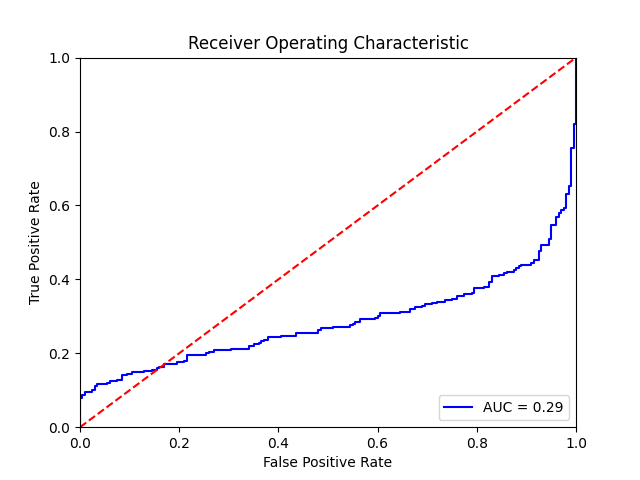 Receiver Operating Characteristic
True Positive Rate
1.0
0.8
0.6
0.4
0.2
0.0
AUC = 0.29
0.0 0.2 0.4 0.6 0.8 1.0
False Positive Rate